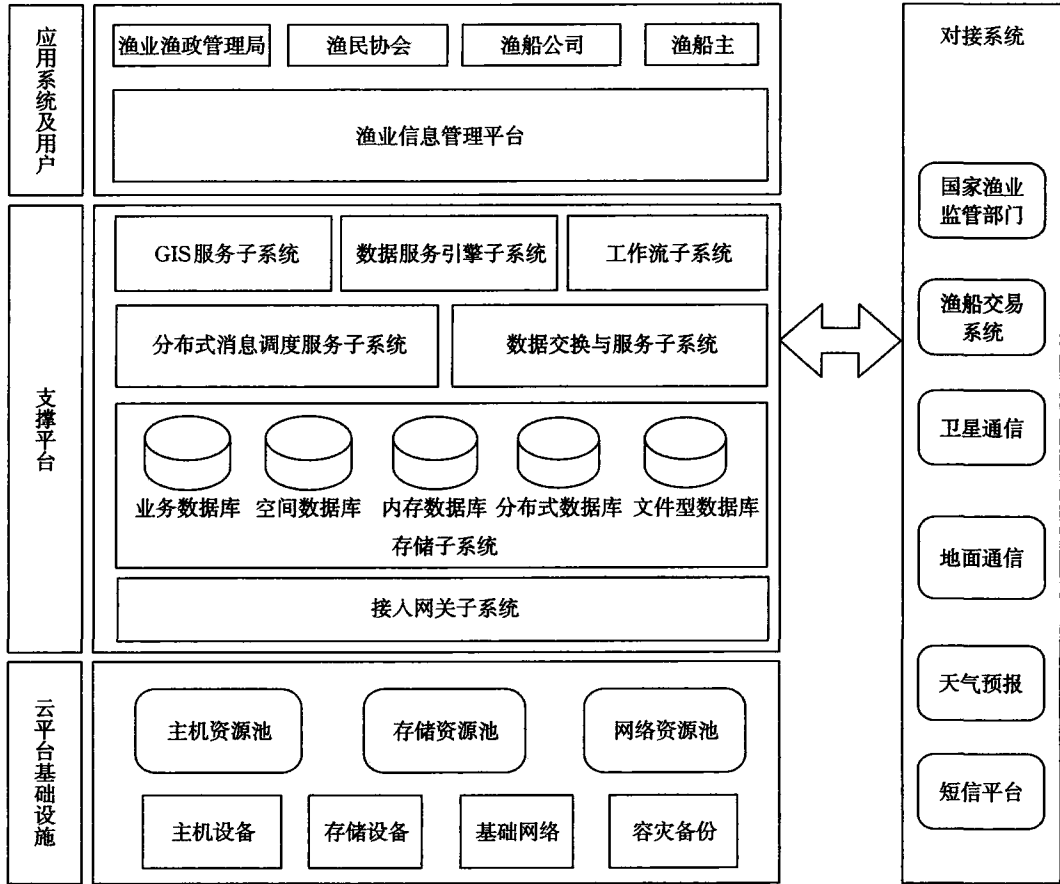 应用系统及用户
渔业渔政管理局
渔民协会
渔船公司
渔船主
渔业信息管理平台
支撑平台
GIS服务子系统
数据服务引擎子系统
工作流子系统
分布式消息调度服务子系统
数据交换与服务子系统
业务数据库
空间数据库
内存数据库
分布式数据库
文件型数据库
存储子系统
接入网关子系统
云平台基础设施
主机资源池
存储资源池
网络资源池
主机设备
存储设备
基础网络
容灾备份
对接系统
国家渔业
监管部门
渔船交易
系统
卫星通信
地面通信
天气预报
短信平台